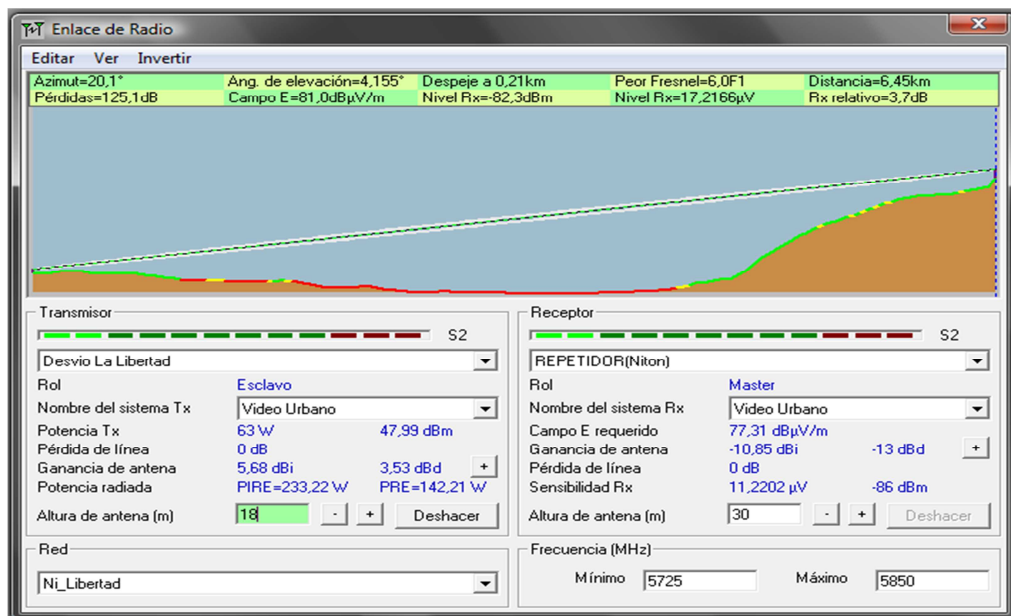 Enlace de Radio
Editar Ver Invertir
Azimut=20,1° Ang. de elevación=4,155° Despeje a 0,21km Peor Fresnel=6,0F1 Distancia=6,45km
Pérdidas=125,1dB Campo E=81,0dBµV/m Nivel Rx=-82,3dBm Nivel Rx=17,2166µV Rx relativo=3,7dB
Transmisor
S2
Desvio La Libertad
Rol Esclavo
Nombre del sistema Tx Video Urbano
Potencia Tx 63 W 47,99 dBm
Pérdida de línea 0 dB
Ganancia de antena 5,68 dBi 3,53 dBd +
Potencia radiada PIRE=233,22 W PRE=142,21 W
Altura de antena (m) 18 - + Deshacer
Receptor
S2
REPETIDOR(Niton)
Rol Master
Nombre del sistema Rx Video Urbano
Campo E requerido 77,31 dBµV/m
Ganancia de antena -10,85 dBi -13 dBd +
Pérdida de línea 0 dB
Sensibilidad Rx 11,2202 µV -86 dBm
Altura de antena (m) 30 - + Deshacer
Red
Ni_Libertad
Frecuencia (MHz)
Mínimo 5725 Máximo 5850